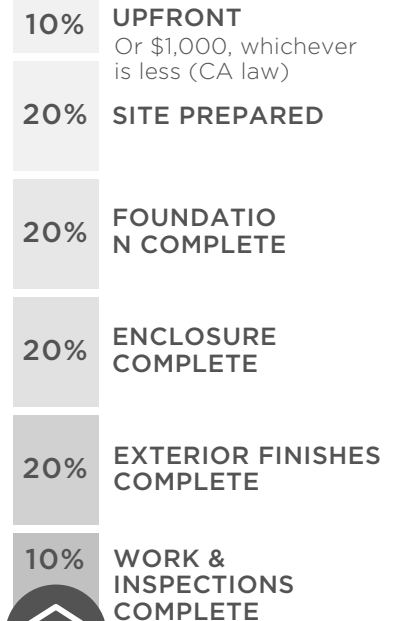 10% UPFRONT
Or $1,000, whichever
is less (CA law)
20% SITE PREPARED
20% FOUNDATIO
N COMPLETE
20% ENCLOSURE
COMPLETE
20% EXTERIOR FINISHES
COMPLETE
10% WORK &
INSPECTIONS
COMPLETE